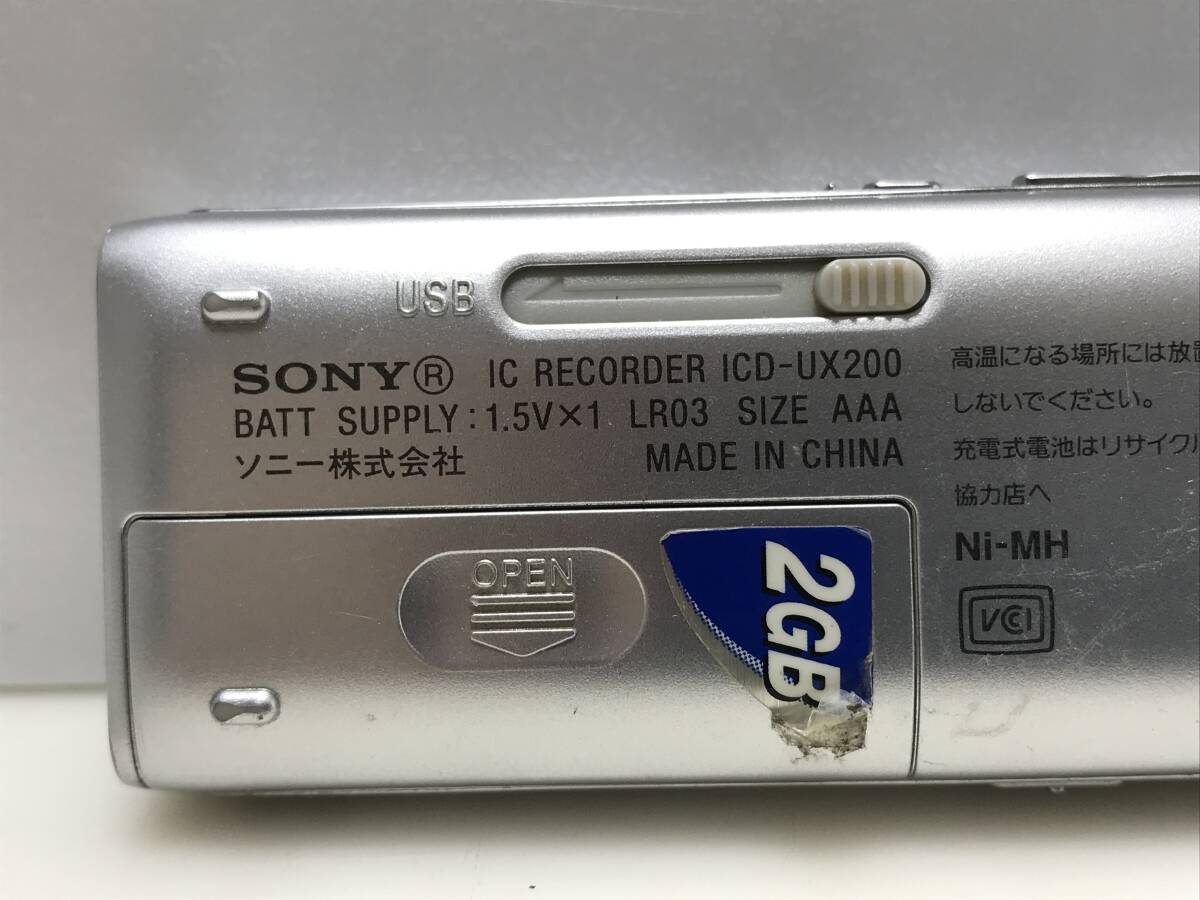 USB
SONY® IC RECORDER ICD-UX200
BATT SUPPLY : 1.5V×1 LR03 SIZE AAA
ソニー株式会社 MADE IN CHINA
高温になる場所には放置
しないでください。
充電式電池はリサイクル
協力店へ
Ni-MH
VCCI
OPEN
2GB